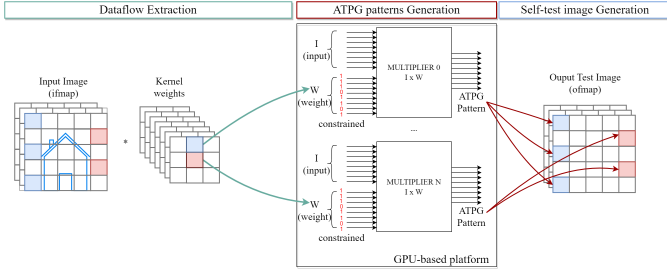 Dataflow Extraction
ATPG patterns Generation
Self-test image Generation
Input Image
(ifmap)
*
Kernel
weights
I
(input)
W
(weight)
constrained
MULTIPLIER 0
I x W
ATPG
Pattern
...
I
(input)
W
(weight)
constrained
MULTIPLIER N
I x W
ATPG
Pattern
GPU-based platform
Ouput Test Image
(ofmap)